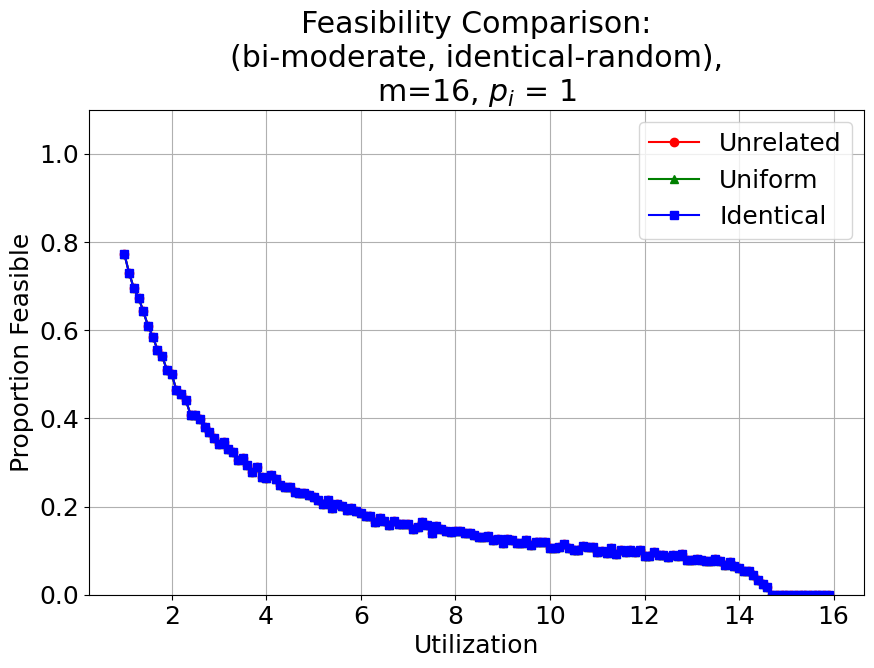 Feasibility Comparison:
(bi-moderate, identical-random),
m=16, $p_i$ = 1
Unrelated
Uniform
Identical
Proportion Feasible
1.0
0.8
0.6
0.4
0.2
0.0
2 4 6 8 10 12 14 16
Utilization